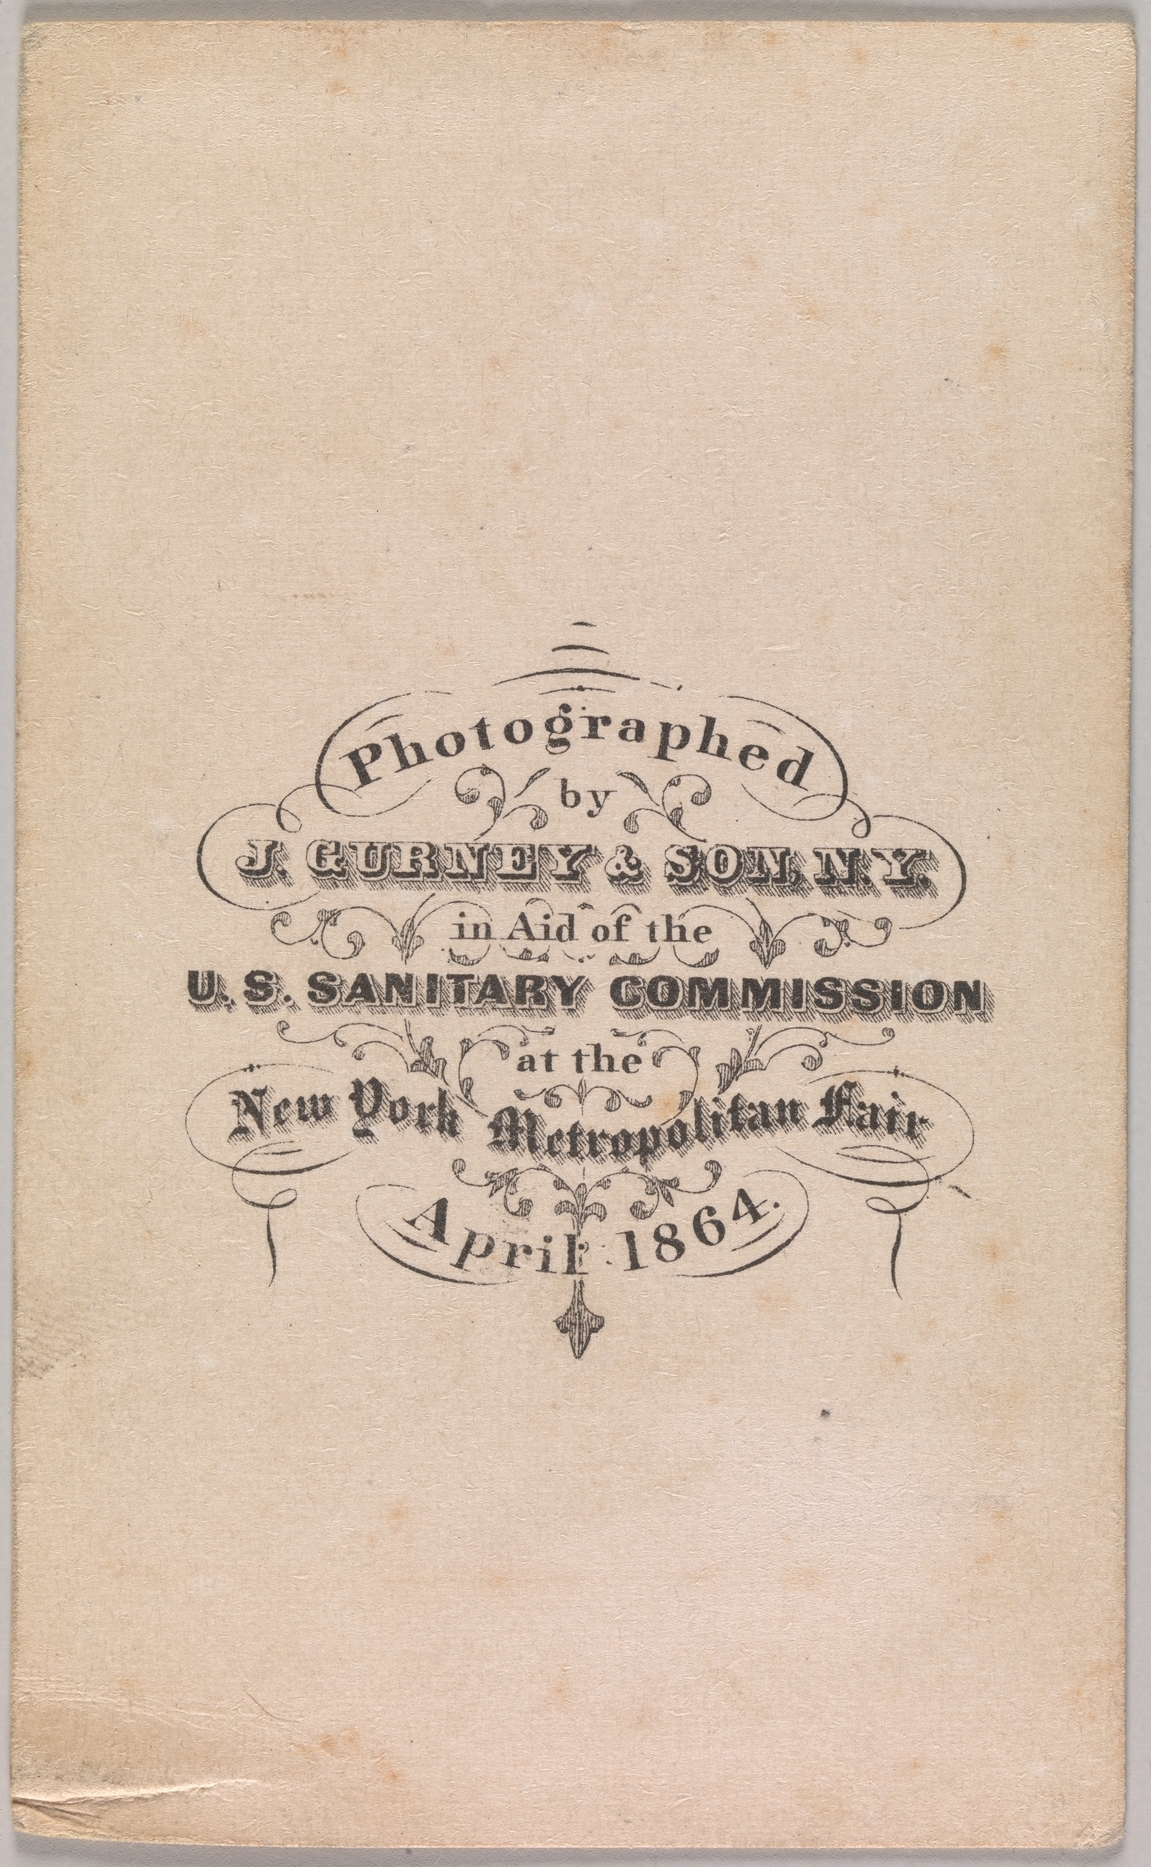 Photographed
by
J. GURNEY & SON, N.Y.
in Aid of the
U.S. SANITARY COMMISSION
at the
New York Metropolitan Fair
April 1864.